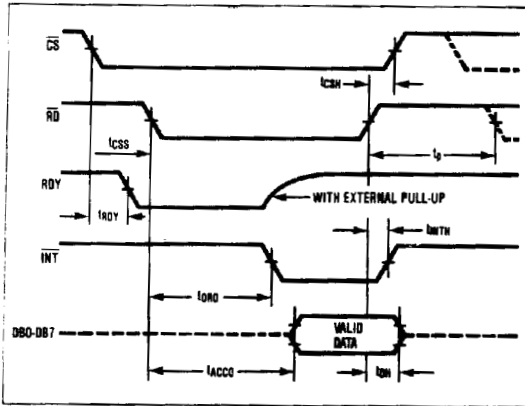 CS
tCSH
RD
tCSS
tp
RDY
WITH EXTERNAL PULL-UP
tRDY
tINTH
INT
tCRD
DB0-DB7
VALID
DATA
tACC0
tDH